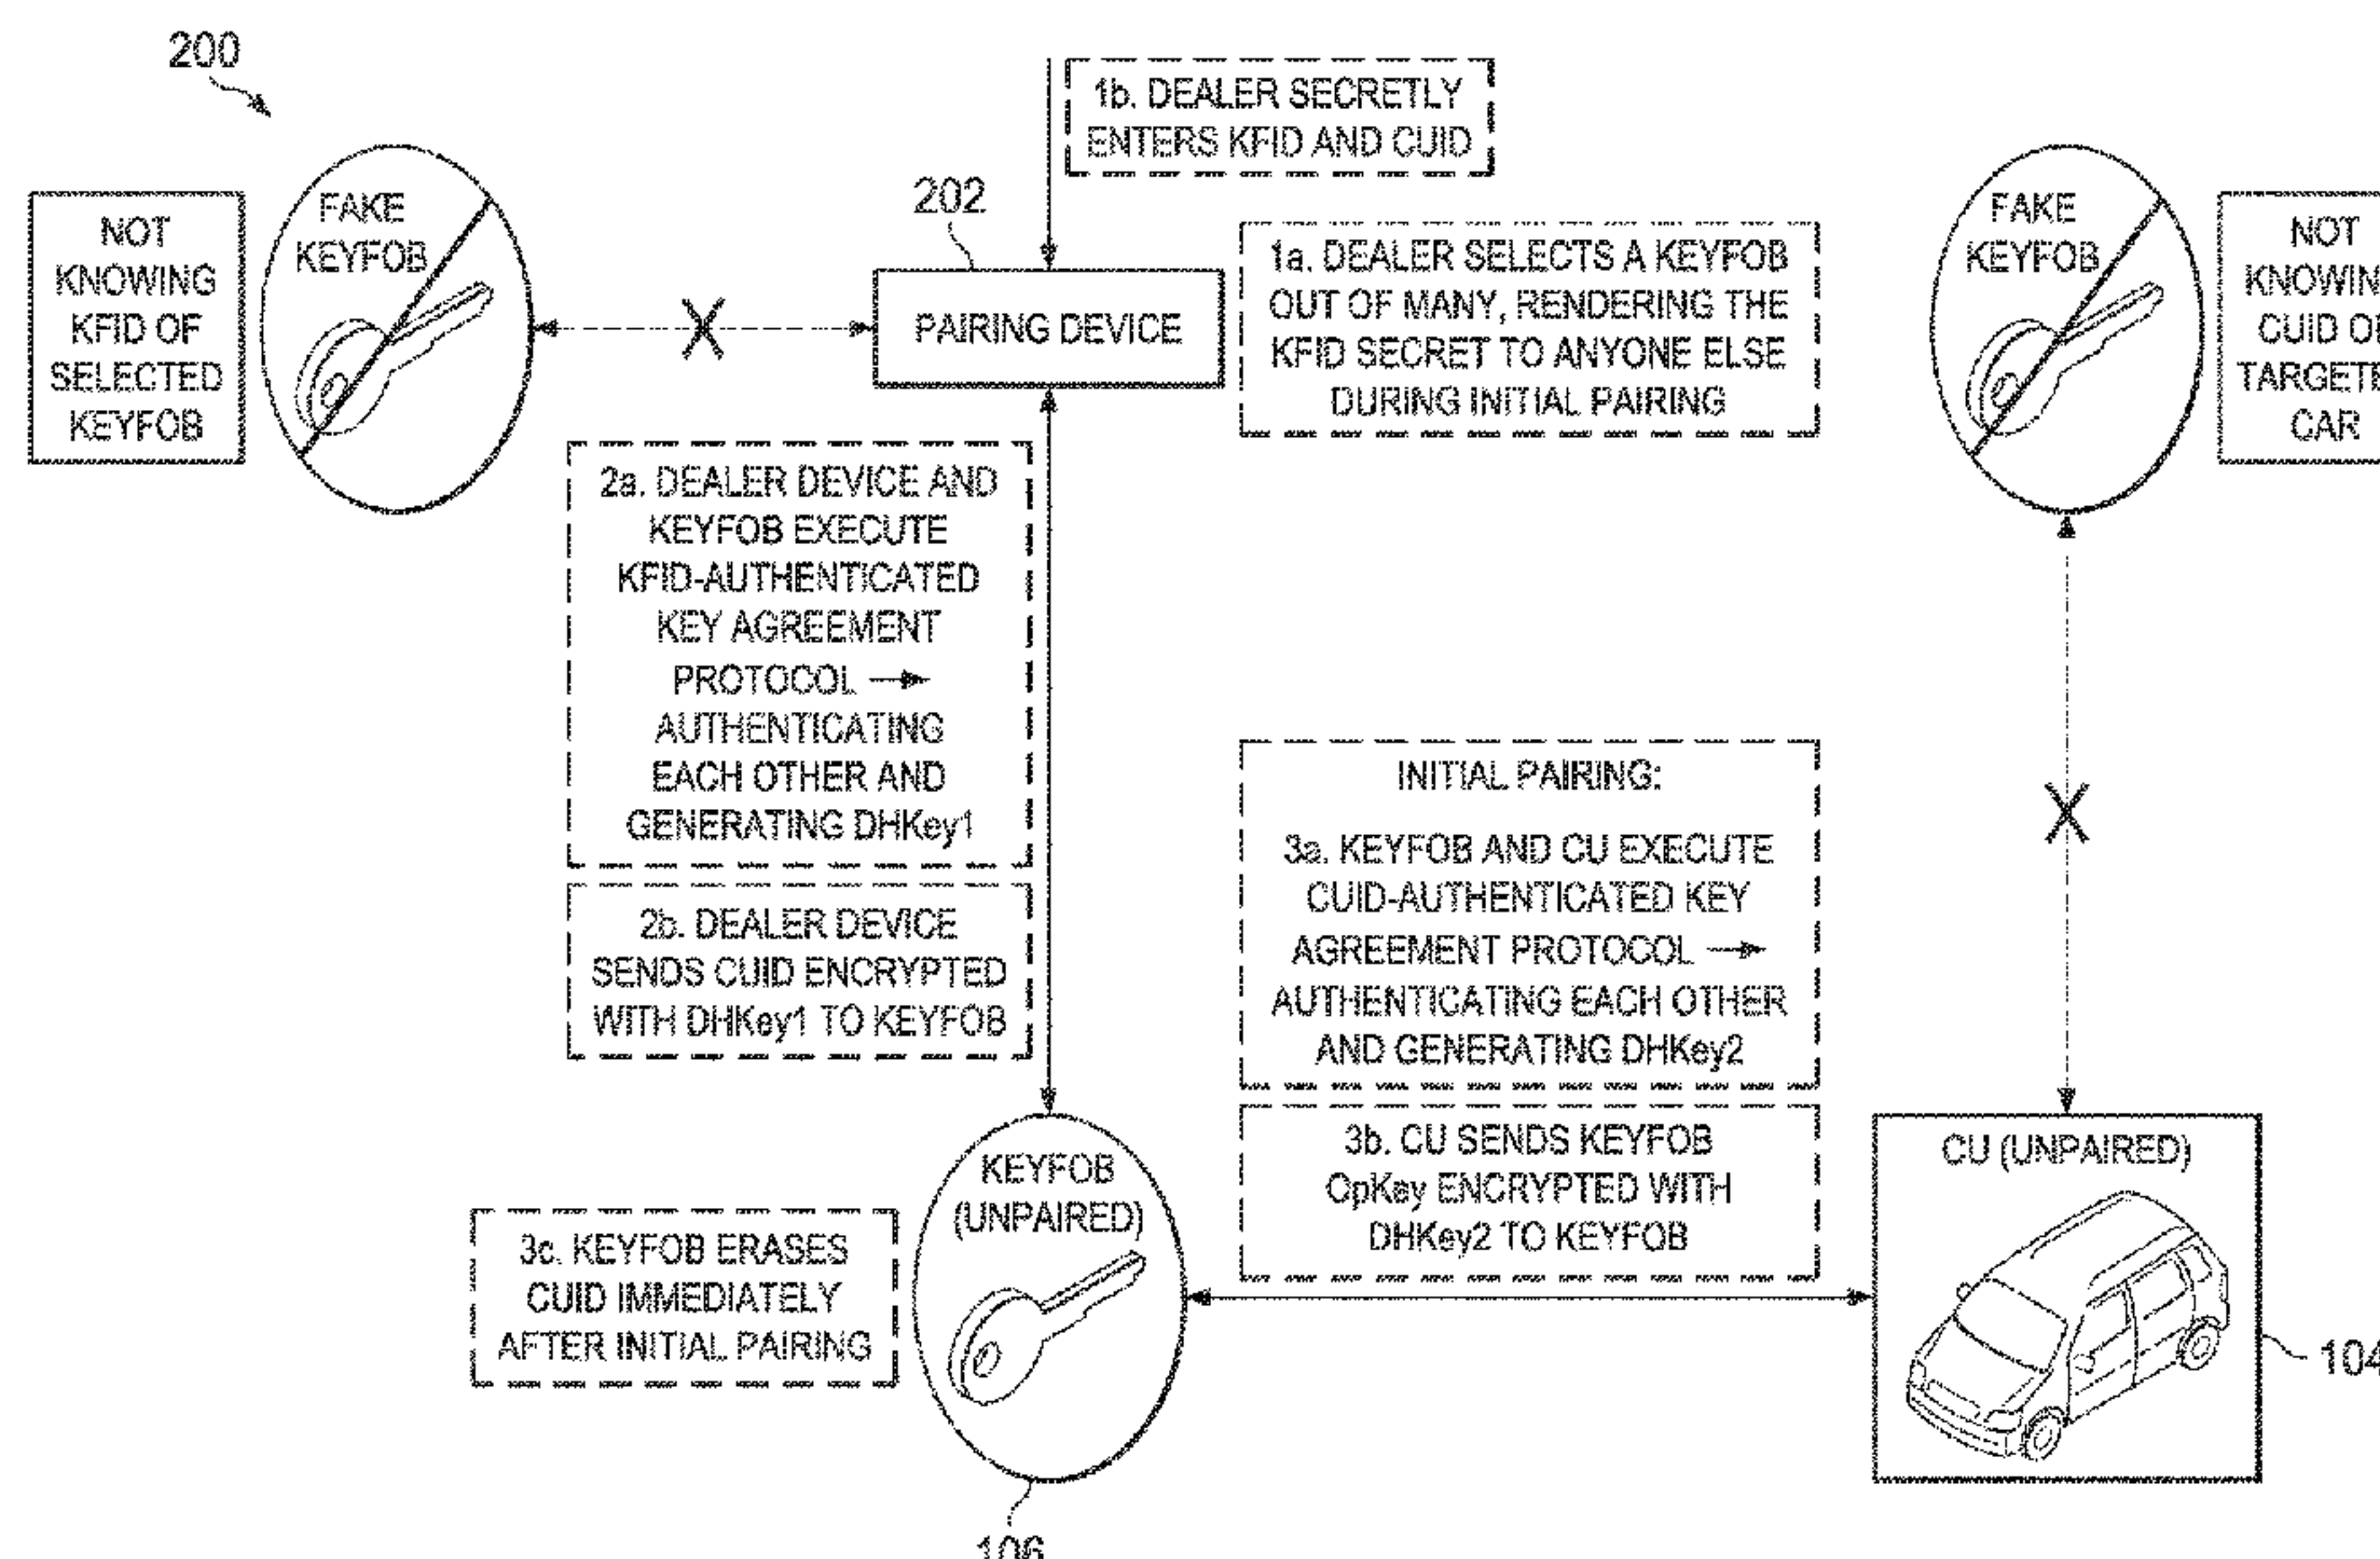 200
1b. DEALER SECRETLY
ENTERS KFID AND CUID
NOT
KNOWING
KFID OF
SELECTED
KEYFOB
FAKE
KEYFOB
202
PAIRING DEVICE
1a. DEALER SELECTS A KEYFOB
OUT OF MANY, RENDERING THE
KFID SECRET TO ANYONE ELSE
DURING INITIAL PAIRING
FAKE
KEYFOB
NOT
KNOWIN
CUID O
TARGETE
CAR
2a. DEALER DEVICE AND
KEYFOB EXECUTE
KFID-AUTHENTICATED
KEY AGREEMENT
PROTOCOL →
AUTHENTICATING
EACH OTHER AND
GENERATING DHKey1
2b. DEALER DEVICE
SENDS CUID ENCRYPTED
WITH DHKey1 TO KEYFOB
INITIAL PAIRING:
3a. KEYFOB AND CU EXECUTE
CUID-AUTHENTICATED KEY
AGREEMENT PROTOCOL →
AUTHENTICATING EACH OTHER
AND GENERATING DHKey2
3b. CU SENDS KEYFOB
OpKey ENCRYPTED WITH
DHKey2 TO KEYFOB
3c. KEYFOB ERASES
CUID IMMEDIATELY
AFTER INITIAL PAIRING
KEYFOB
(UNPAIRED)
CU (UNPAIRED)
104
106